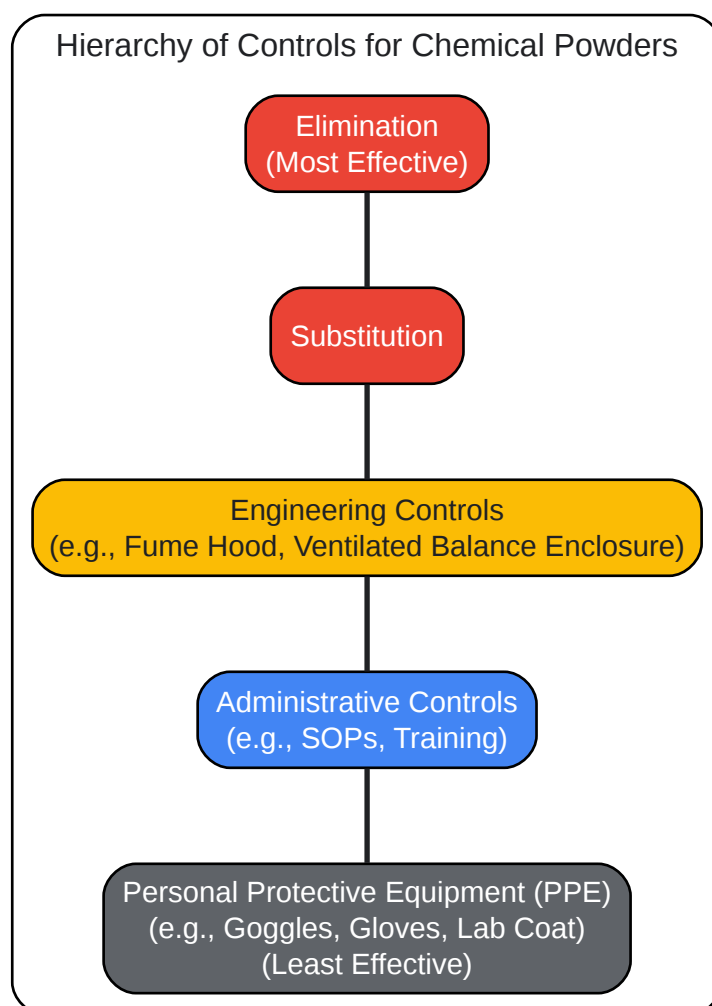 Hierarchy of Controls for Chemical Powders
Elimination
(Most Effective)
Substitution
Engineering Controls
(e.g., Fume Hood, Ventilated Balance Enclosure)
Administrative Controls
(e.g., SOPs, Training)
Personal Protective Equipment (PPE)
(e.g., Goggles, Gloves, Lab Coat)
(Least Effective)